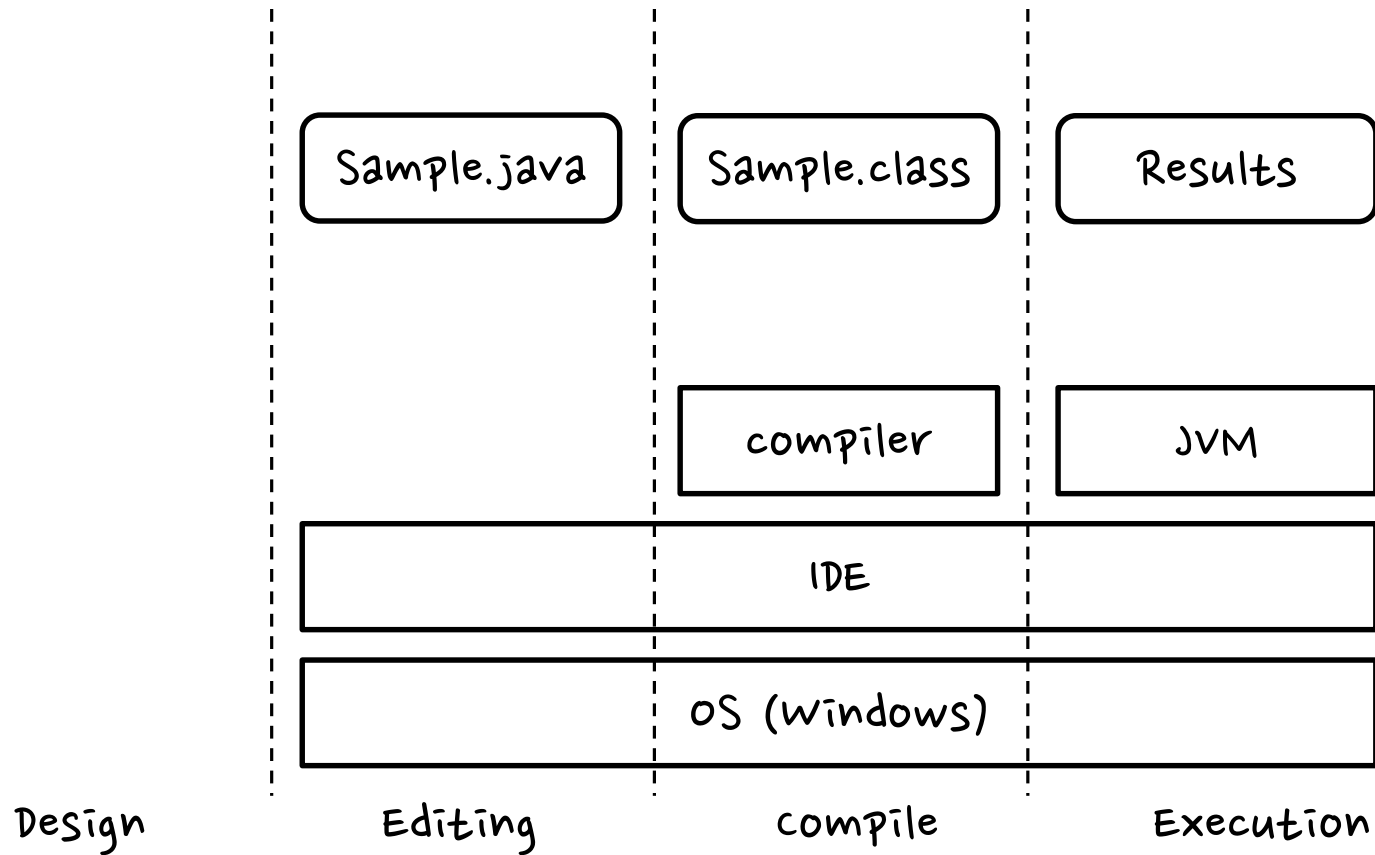 Sample.java
Sample.class
Results
compiler
JVM
IDE
OS (Windows)
Design
Editing
compile
Execution